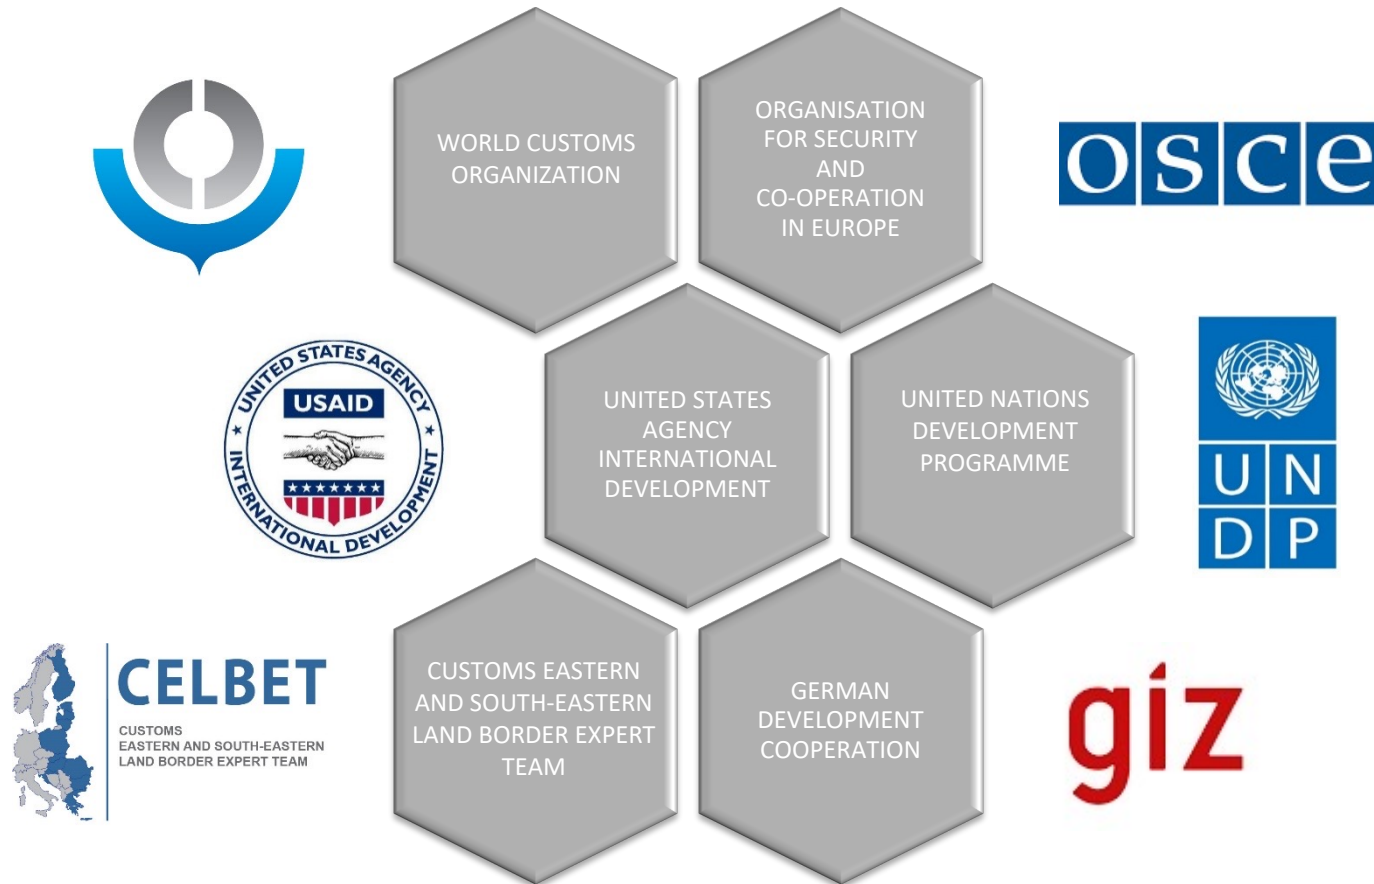 WORLD CUSTOMS
ORGANIZATION
ORGANISATION
FOR SECURITY
AND
CO-OPERATION
IN EUROPE
osce
UNITED STATES AGENCY
USAID
INTERNATIONAL DEVELOPMENT
UNITED STATES
AGENCY
INTERNATIONAL
DEVELOPMENT
UNITED NATIONS
DEVELOPMENT
PROGRAMME
U N
D P
CELBET
CUSTOMS
EASTERN AND SOUTH-EASTERN
LAND BORDER EXPERT TEAM
CUSTOMS EASTERN
AND SOUTH-EASTERN
LAND BORDER EXPERT
TEAM
GERMAN
DEVELOPMENT
COOPERATION
giz